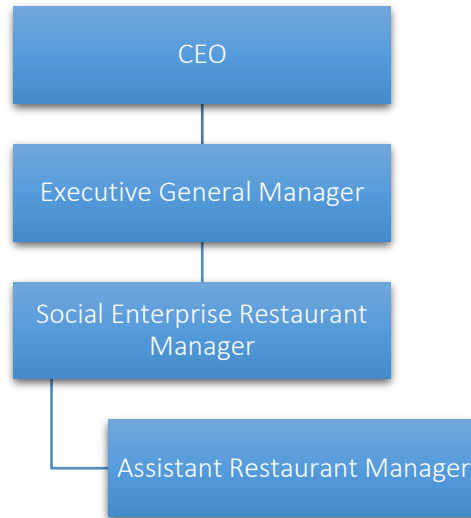 CEO
Executive General Manager
Social Enterprise Restaurant
Manager
Assistant Restaurant Manager